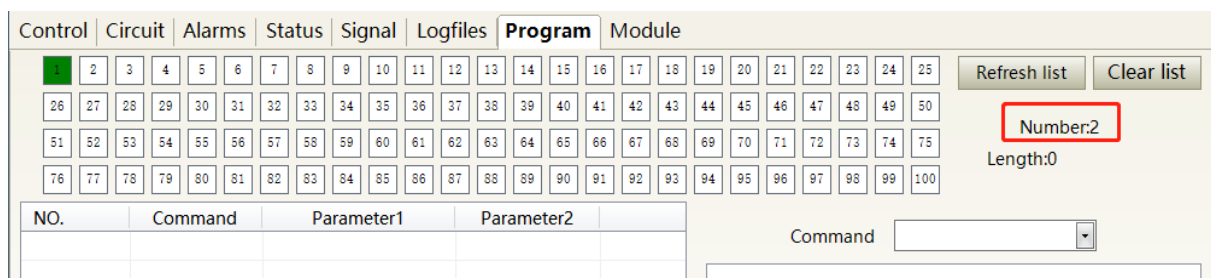 Control Circuit Alarms Status Signal Logfiles Program Module
1 2 3 4 5 6 7 8 9 10 11 12 13 14 15 16 17 18 19 20 21 22 23 24 25 Refresh list Clear list
26 27 28 29 30 31 32 33 34 35 36 37 38 39 40 41 42 43 44 45 46 47 48 49 50
Number:2
51 52 53 54 55 56 57 58 59 60 61 62 63 64 65 66 67 68 69 70 71 72 73 74 75
Length:0
76 77 78 79 80 81 82 83 84 85 86 87 88 89 90 91 92 93 94 95 96 97 98 99 100
NO. Command Parameter1 Parameter2
Command